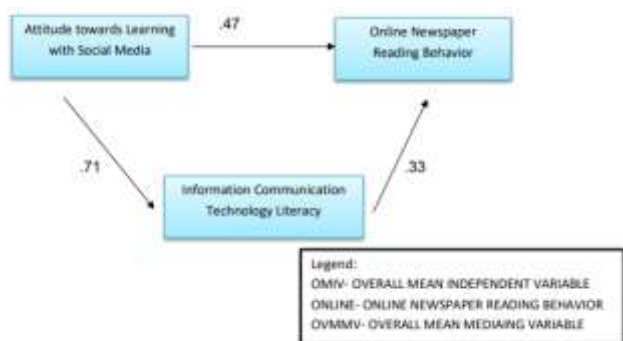 Attitude towards Learning
with Social Media
.47
Online Newspaper
Reading Behavior
.71
.33
Information Communication
Technology Literacy
Legend:
OMIV- OVERALL MEAN INDEPENDENT VARIABLE
ONLINE- ONLINE NEWSPAPER READING BEHAVIOR
OVMMV- OVERALL MEAN MEDIAING VARIABLE